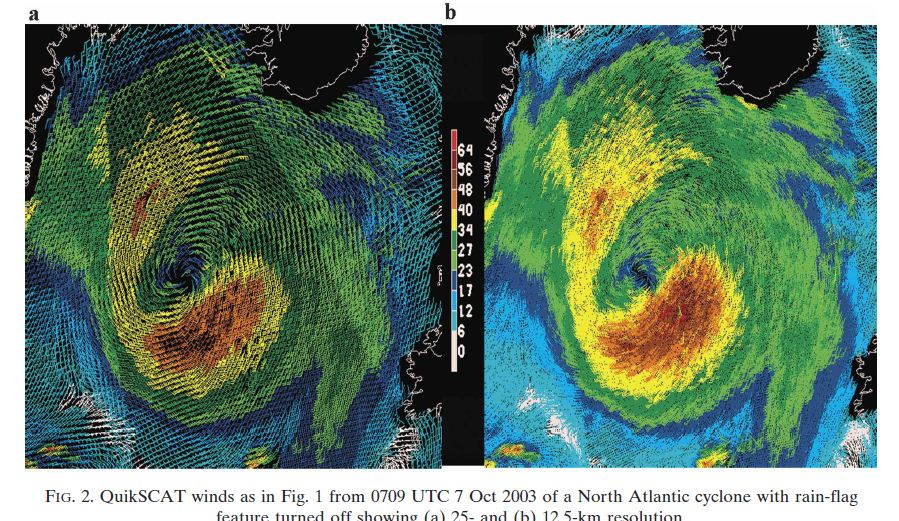 a
b
64
56
48
40
34
27
23
17
12
6
0
FIG. 2. QuikSCAT winds as in Fig. 1 from 0709 UTC 7 Oct 2003 of a North Atlantic cyclone with rain-flag
feature turned off showing (a) 25- and (b) 12.5-km resolution.